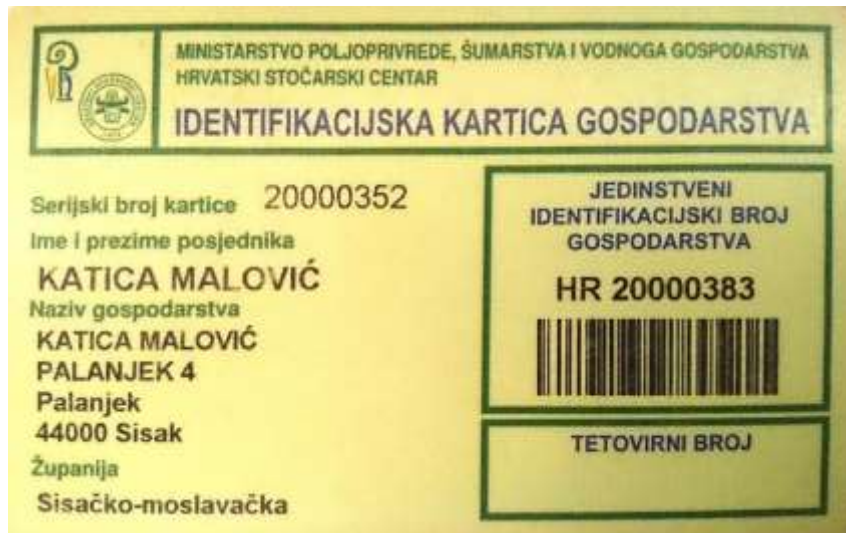 MINISTARSTVO POLJOPRIVREDE, ŠUMARSTVA I VODNOGA GOSPODARSTVA
HRVATSKI STOČARSKI CENTAR
IDENTIFIKACIJSKA KARTICA GOSPODARSTVA
Serijski broj kartice 20000352
Ime i prezime posjednika
KATICA MALOVIĆ
Naziv gospodarstva
KATICA MALOVIĆ
PALANJEK 4
Palanjek
44000 Sisak
Županija
Sisačko-moslavačka
JEDINSTVENI
IDENTIFIKACIJSKI BROJ
GOSPODARSTVA
HR 20000383
TETOVIRNI BROJ